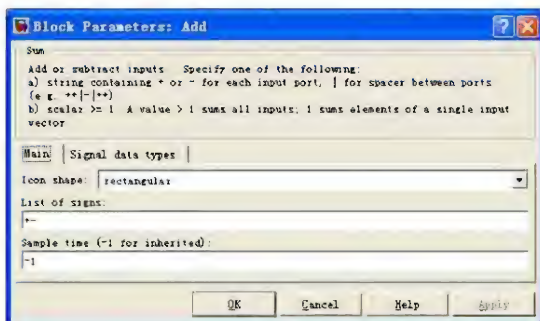 Block Parameters: Add
Sum
Add or subtract inputs. Specify one of the following:
a) string containing + or - for each input port, | for spacer between ports
(e.g. ++|-|++)
b) scalar >= 1. A value > 1 sums all inputs; 1 sums elements of a single input
vector
Main Signal data types
Icon shape: rectangular
List of signs:
+-
Sample time (-1 for inherited):
-1
OK Cancel Help Apply